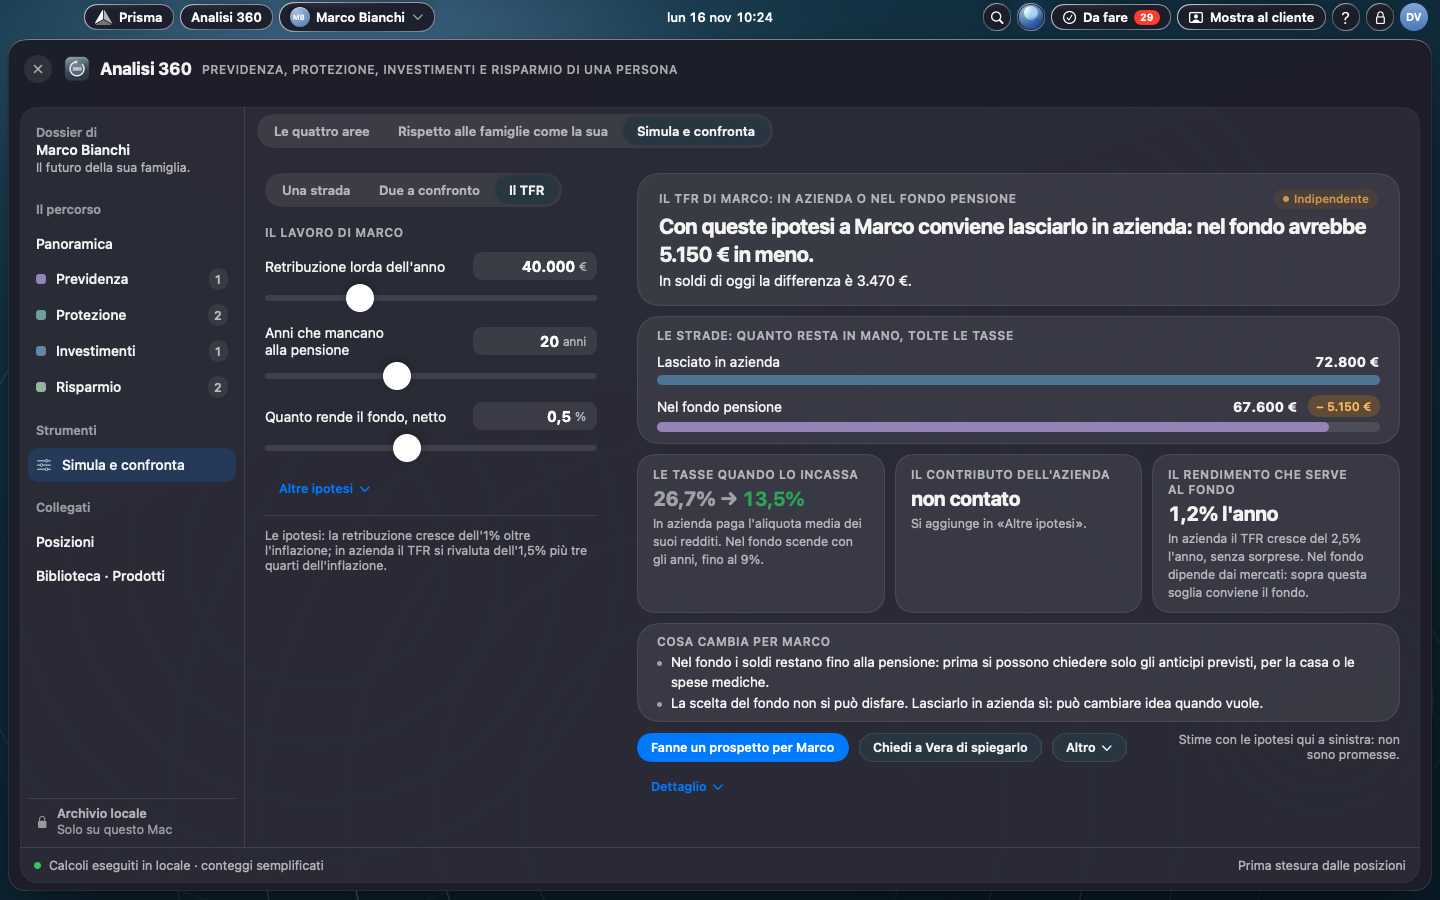 Prisma
Analisi 360
MB Marco Bianchi
lun 16 nov 10:24
Da fare 29
Mostra al cliente
?
DV
360
Analisi 360 PREVIDENZA, PROTEZIONE, INVESTIMENTI E RISPARMIO DI UNA PERSONA
Dossier di
Marco Bianchi
Il futuro della sua famiglia.
Il percorso
Panoramica
Previdenza 1
Protezione 2
Investimenti 1
Risparmio 2
Strumenti
Simula e confronta
Collegati
Posizioni
Biblioteca · Prodotti
Archivio locale
Solo su questo Mac
Le quattro aree
Rispetto alle famiglie come la sua
Simula e confronta
Una strada
Due a confronto
Il TFR
IL LAVORO DI MARCO
Retribuzione lorda dell'anno
40.000 €
Anni che mancano
alla pensione
20 anni
Quanto rende il fondo, netto
0,5 %
Altre ipotesi
Le ipotesi: la retribuzione cresce dell'1% oltre
l'inflazione; in azienda il TFR si rivaluta dell'1,5% più tre
quarti dell'inflazione.
IL TFR DI MARCO: IN AZIENDA O NEL FONDO PENSIONE
Indipendente
Con queste ipotesi a Marco conviene lasciarlo in azienda: nel fondo avrebbe
5.150 € in meno.
In soldi di oggi la differenza è 3.470 €.
LE STRADE: QUANTO RESTA IN MANO, TOLTE LE TASSE
Lasciato in azienda
72.800 €
Nel fondo pensione
67.600 €
– 5.150 €
LE TASSE QUANDO LO INCASSA
26,7% → 13,5%
In azienda paga l'aliquota media dei
suoi redditi. Nel fondo scende con
gli anni, fino al 9%.
IL CONTRIBUTO DELL'AZIENDA
non contato
Si aggiunge in «Altre ipotesi».
IL RENDIMENTO CHE SERVE
AL FONDO
1,2% l'anno
In azienda il TFR cresce del 2,5%
l'anno, senza sorprese. Nel fondo
dipende dai mercati: sopra questa
soglia conviene il fondo.
COSA CAMBIA PER MARCO
• Nel fondo i soldi restano fino alla pensione: prima si possono chiedere solo gli anticipi previsti, per la casa o le
spese mediche.
• La scelta del fondo non si può disfare. Lasciarlo in azienda sì: può cambiare idea quando vuole.
Fanne un prospetto per Marco
Chiedi a Vera di spiegarlo
Altro
Stime con le ipotesi qui a sinistra: non
sono promesse.
Dettaglio
Calcoli eseguiti in locale · conteggi semplificati
Prima stesura dalle posizioni